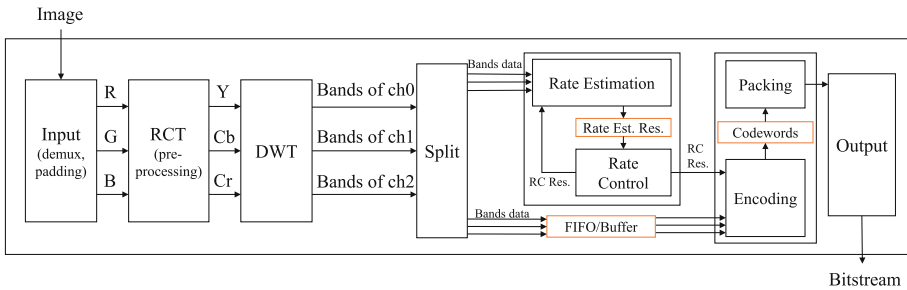 Image
Input
(demux,
padding)
R
G
B
RCT
(pre-
processing)
Y
Cb
Cr
DWT
Bands of ch0
Bands of ch1
Bands of ch2
Split
Bands data
Rate Estimation
Rate Est. Res.
RC Res.
Rate
Control
RC
Res.
Bands data
FIFO/Buffer
Packing
Codewords
Encoding
Output
Bitstream